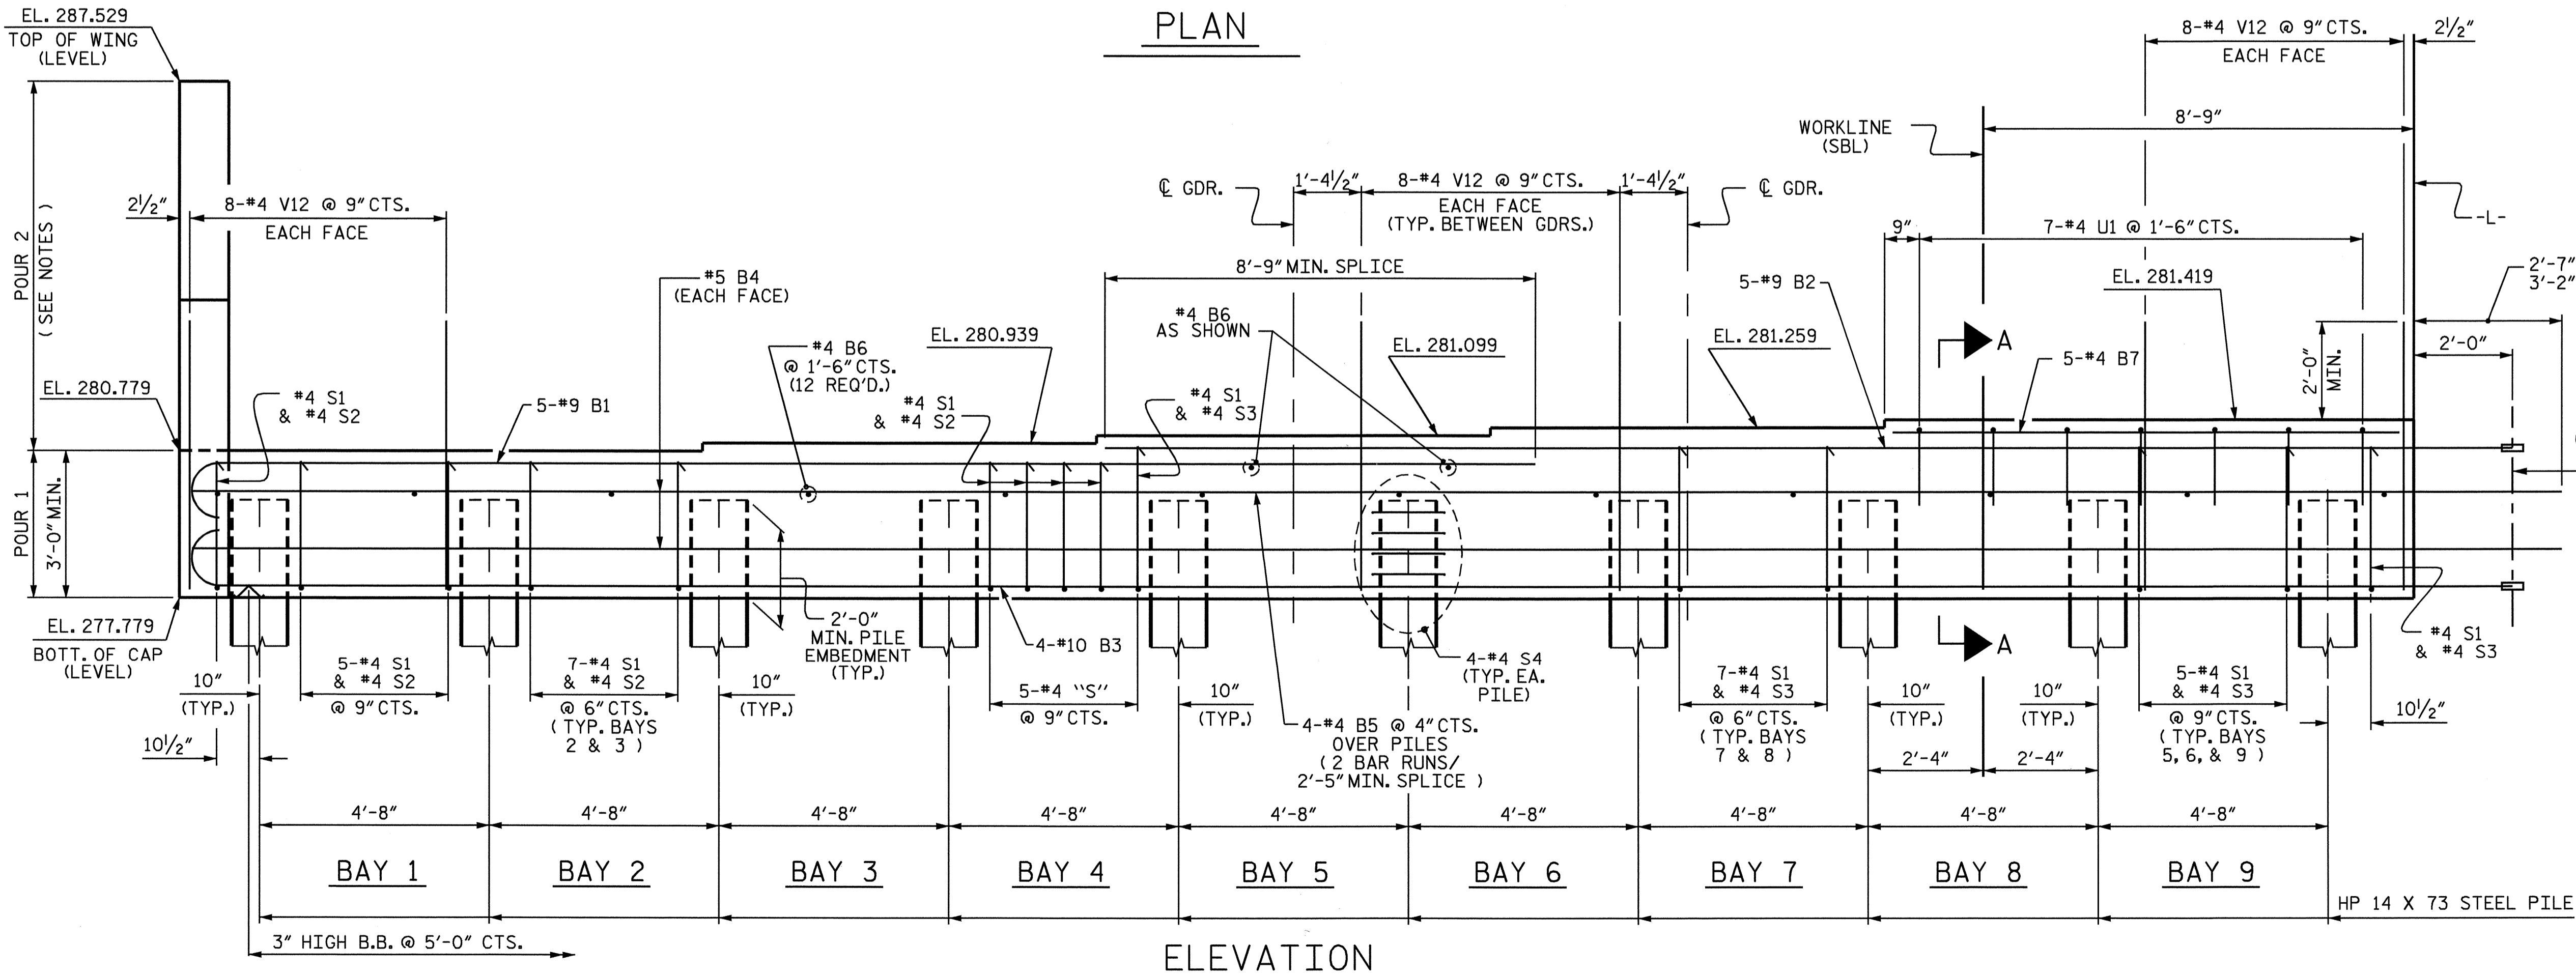 PLAN
EL. 287.529
TOP OF WING
(LEVEL)
8-#4 V12 @ 9" CTS.
EACH FACE
2½"
8'-9"
WORKLINE
(SBL)
-L-
POUR 2
( SEE NOTES )
2½"
8-#4 V12 @ 9" CTS.
EACH FACE
℄ GDR.
1'-4½"
8-#4 V12 @ 9" CTS.
EACH FACE
(TYP. BETWEEN GDRS.)
1'-4½"
℄ GDR.
9"
7-#4 U1 @ 1'-6" CTS.
#5 B4
(EACH FACE)
8'-9" MIN. SPLICE
5-#9 B2
EL. 281.419
2'-7"
3'-2"
#4 B6
AS SHOWN
EL. 280.939
EL. 281.099
EL. 281.259
#4 B6
@ 1'-6" CTS.
(12 REQ'D.)
A
5-#4 B7
2'-0"
MIN.
2'-0"
EL. 280.779
#4 S1
& #4 S2
5-#9 B1
#4 S1
& #4 S2
#4 S1
& #4 S3
POUR 1
3'-0" MIN.
EL. 277.779
BOTT. OF CAP
(LEVEL)
2'-0"
MIN. PILE
EMBEDMENT
(TYP.)
4-#10 B3
4-#4 S4
(TYP. EA.
PILE)
A
#4 S1
& #4 S3
10"
(TYP.)
5-#4 S1
& #4 S2
@ 9" CTS.
7-#4 S1
& #4 S2
@ 6" CTS.
( TYP. BAYS
2 & 3 )
10"
(TYP.)
5-#4 "S"
@ 9" CTS.
10"
(TYP.)
4-#4 B5 @ 4" CTS.
OVER PILES
( 2 BAR RUNS/
2'-5" MIN. SPLICE )
7-#4 S1
& #4 S3
@ 6" CTS.
( TYP. BAYS
7 & 8 )
10"
(TYP.)
10"
(TYP.)
5-#4 S1
& #4 S3
@ 9" CTS.
( TYP. BAYS
5, 6, & 9 )
10½"
10½"
2'-4"
2'-4"
4'-8"
4'-8"
4'-8"
4'-8"
4'-8"
4'-8"
4'-8"
4'-8"
4'-8"
BAY 1
BAY 2
BAY 3
BAY 4
BAY 5
BAY 6
BAY 7
BAY 8
BAY 9
HP 14 X 73 STEEL PILE
3" HIGH B.B. @ 5'-0" CTS.
ELEVATION